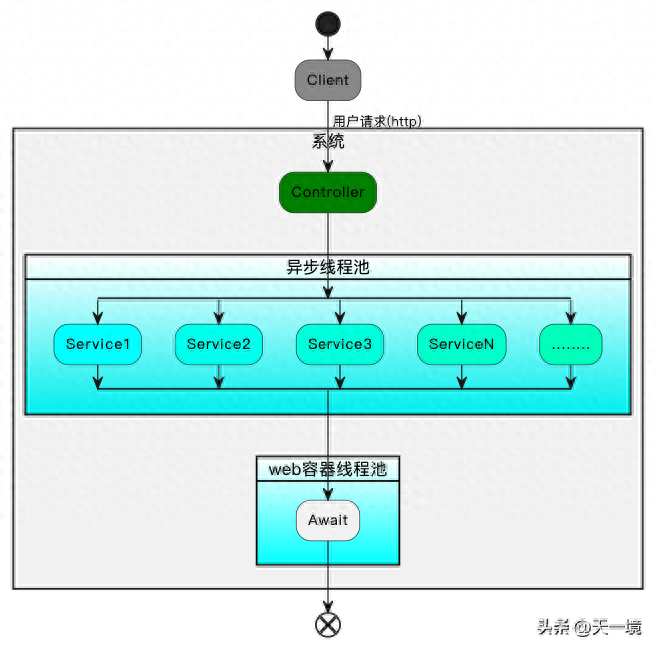 Client
用户请求(http)
系统
Controller
异步线程池
Service1 Service2 Service3 ServiceN ........
web容器线程池
Await
头条 @天一境